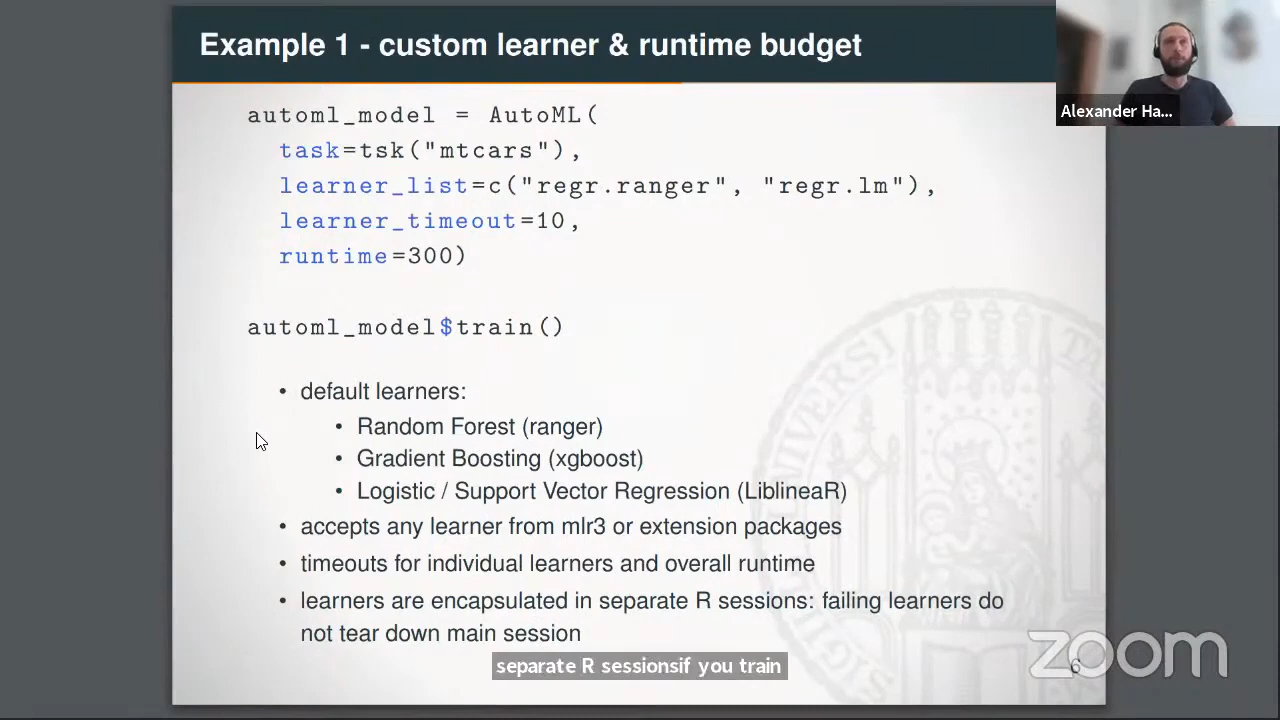 Example 1 - custom learner & runtime budget
Alexander Ha...
automl_model = AutoML(
task=tsk("mtcars"),
learner_list=c("regr.ranger", "regr.lm"),
learner_timeout=10,
runtime=300)
automl_model$train()
• default learners:
• Random Forest (ranger)
• Gradient Boosting (xgboost)
• Logistic / Support Vector Regression (LiblineaR)
• accepts any learner from mlr3 or extension packages
• timeouts for individual learners and overall runtime
• learners are encapsulated in separate R sessions: failing learners do
not tear down main session
separate R sessionsif you train
6
zoom